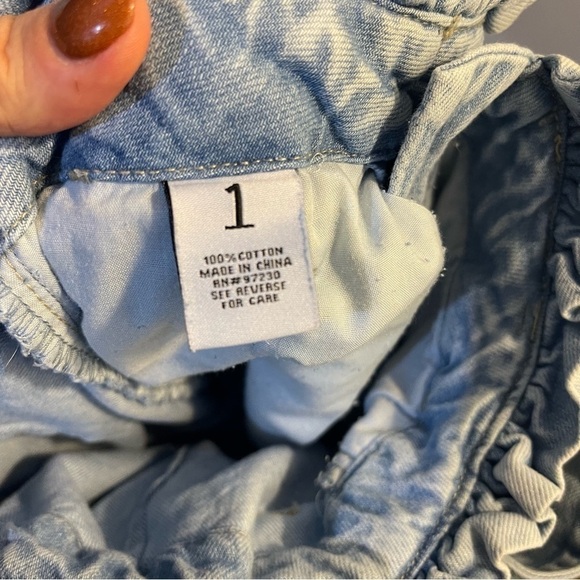 1
100% COTTON
MADE IN CHINA
RN# 97230
SEE REVERSE
FOR CARE